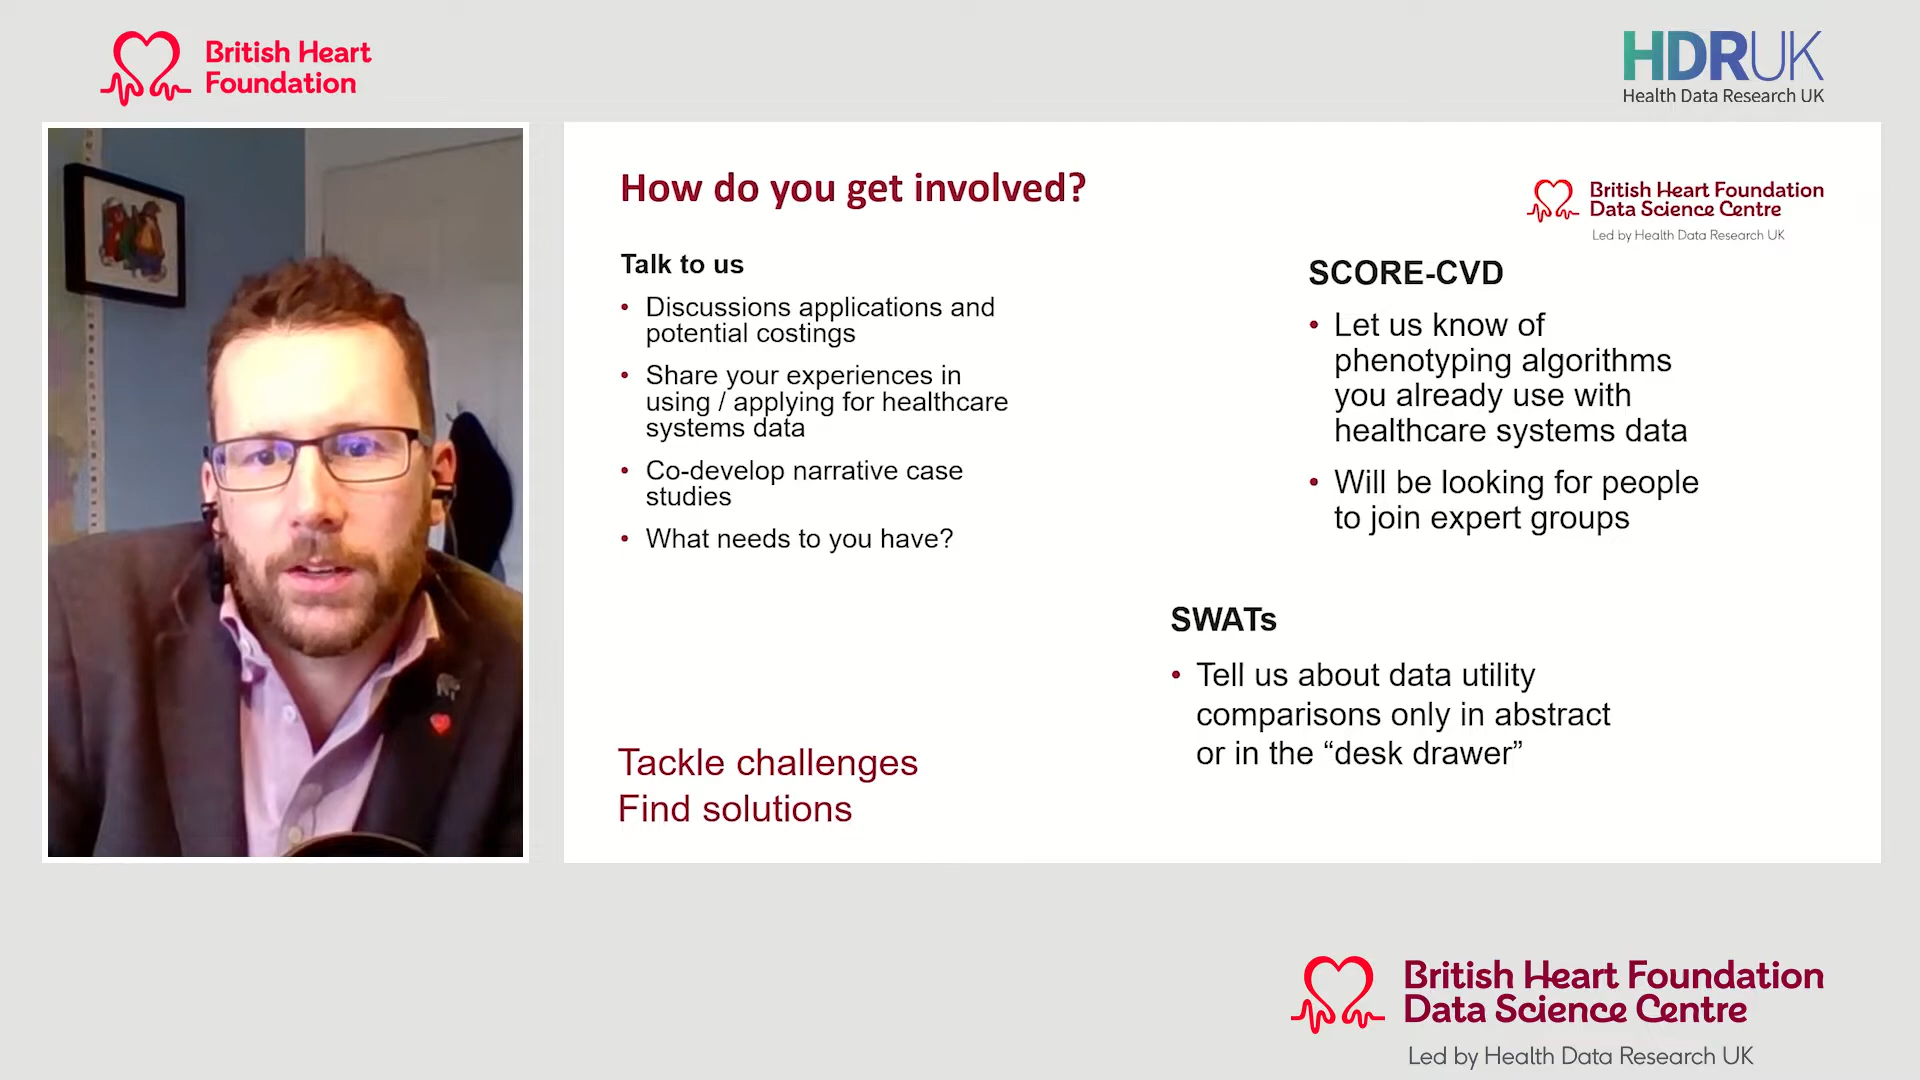 British Heart
Foundation
HDRUK
Health Data Research UK
How do you get involved?
British Heart Foundation
Data Science Centre
Led by Health Data Research UK
Talk to us
• Discussions applications and
potential costings
• Share your experiences in
using / applying for healthcare
systems data
• Co-develop narrative case
studies
• What needs to you have?
Tackle challenges
Find solutions
SCORE-CVD
• Let us know of
phenotyping algorithms
you already use with
healthcare systems data
• Will be looking for people
to join expert groups
SWATs
• Tell us about data utility
comparisons only in abstract
or in the “desk drawer”
British Heart Foundation
Data Science Centre
Led by Health Data Research UK